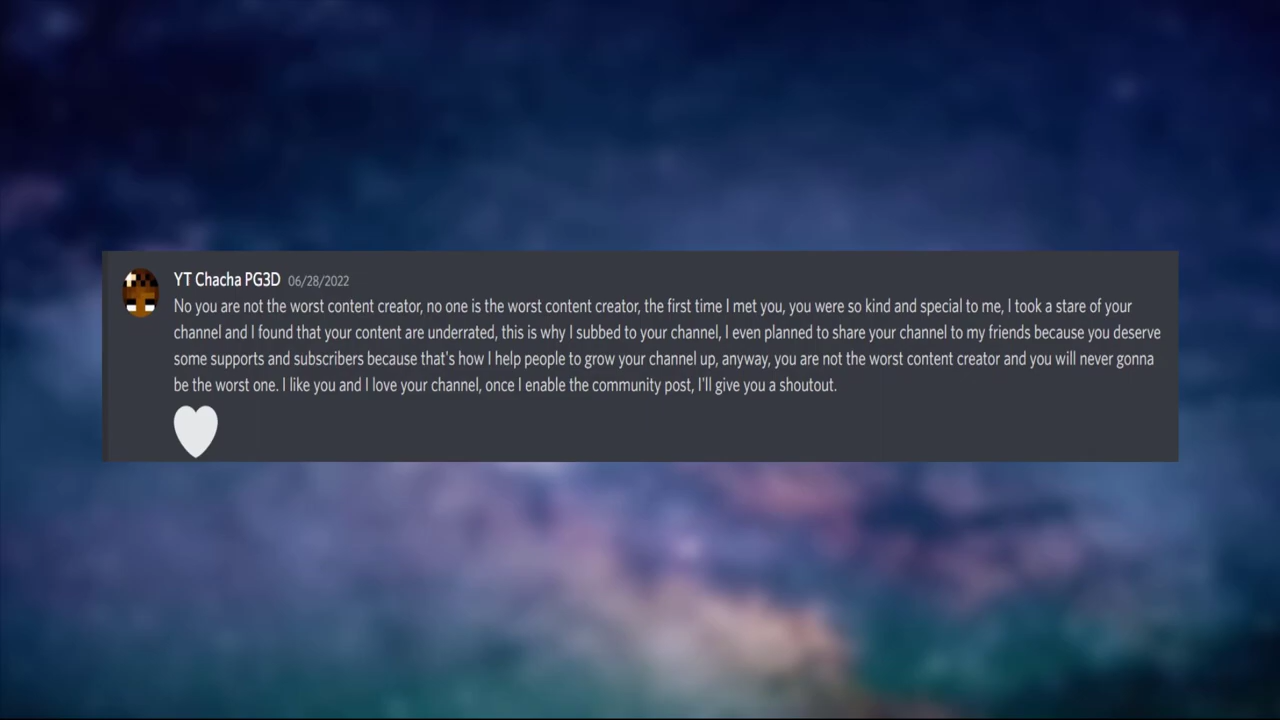 YT Chacha PG3D 06/28/2022
No you are not the worst content creator, no one is the worst content creator, the first time I met you, you were so kind and special to me, I took a stare of your
channel and I found that your content are underrated, this is why I subbed to your channel, I even planned to share your channel to my friends because you deserve
some supports and subscribers because that's how I help people to grow your channel up, anyway, you are not the worst content creator and you will never gonna
be the worst one. I like you and I love your channel, once I enable the community post, I'll give you a shoutout.